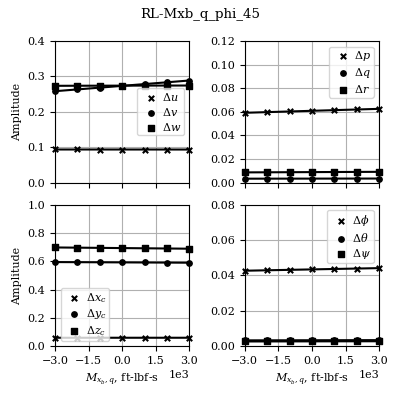 RL-Mxb_q_phi_45
0.4
0.3
0.2
0.1
0.0
Amplitude
Δu
Δv
Δw
0.12
0.10
0.08
0.06
0.04
0.02
0.00
Δp
Δq
Δr
1.0
0.8
0.6
0.4
0.2
0.0
Amplitude
Δx_c
Δy_c
Δz_c
−3.0 −1.5 0.0 1.5 3.0
1e3
M_{x_b,q}, ft-lbf-s
0.08
0.06
0.04
0.02
0.00
Δϕ
Δθ
Δψ
−3.0 −1.5 0.0 1.5 3.0
1e3
M_{x_b,q}, ft-lbf-s